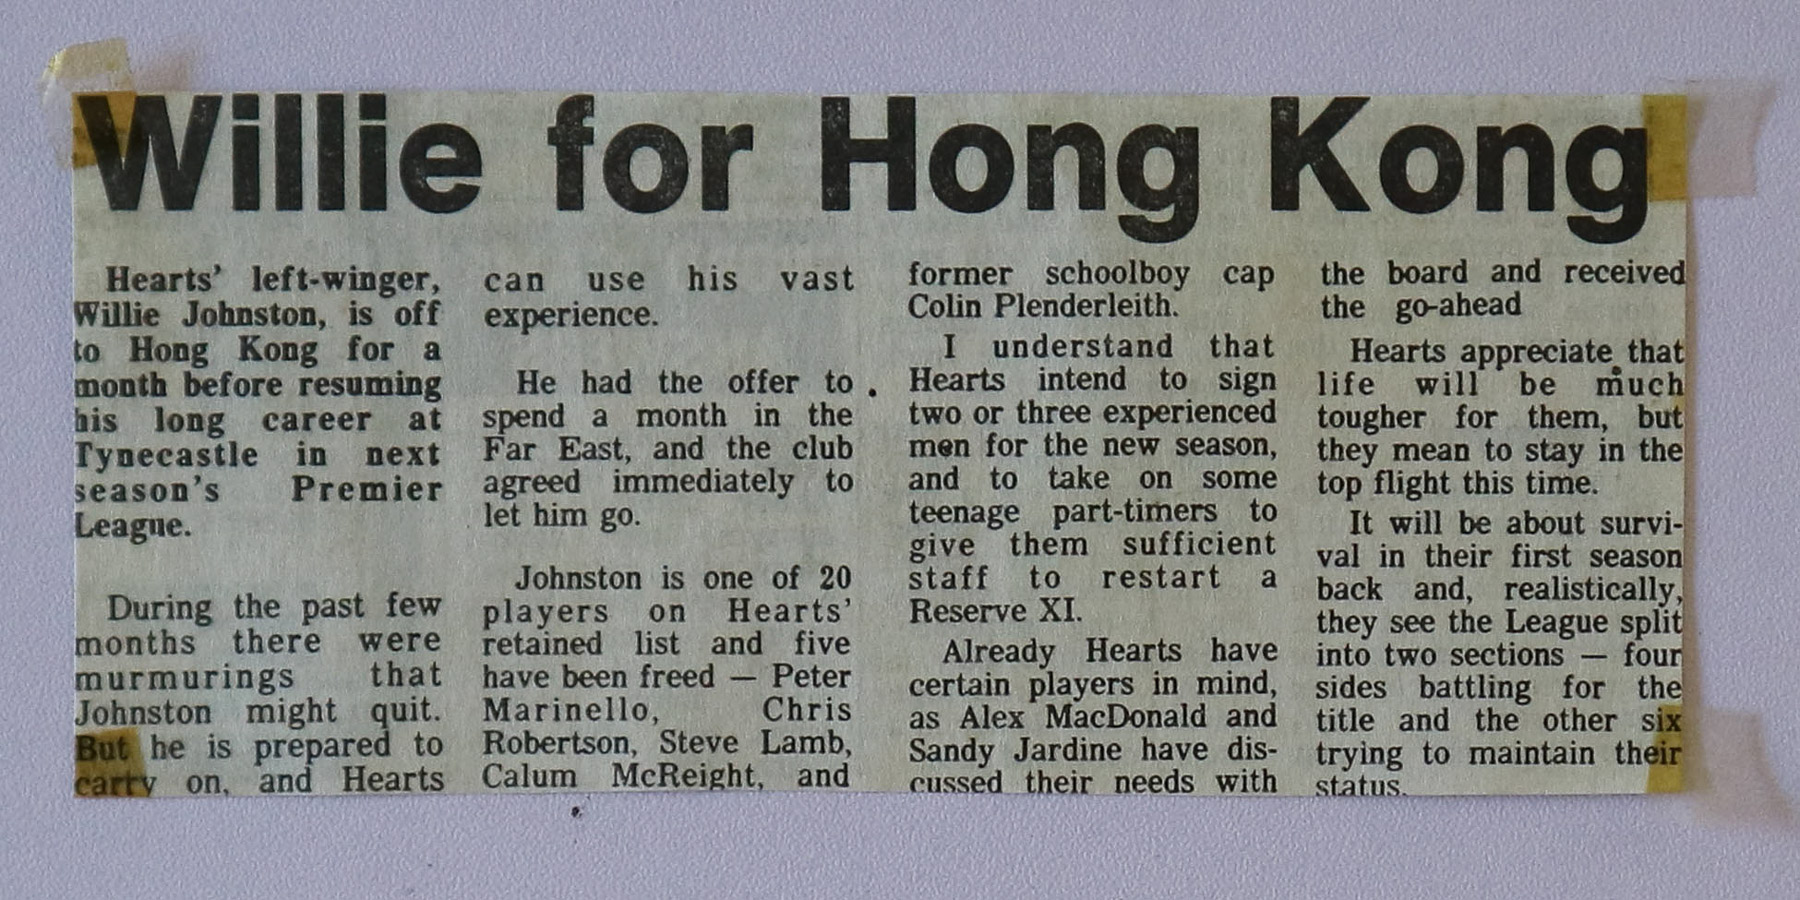 Willie for Hong Kong
Hearts' left-winger,
Willie Johnston, is off
to Hong Kong for a
month before resuming
his long career at
Tynecastle in next
season's Premier
League.
During the past few
months there were
murmurings that
Johnston might quit.
But he is prepared to
carry on, and Hearts
can use his vast
experience.
He had the offer to
spend a month in the
Far East, and the club
agreed immediately to
let him go.
Johnston is one of 20
players on Hearts'
retained list and five
have been freed — Peter
Marinello, Chris
Robertson, Steve Lamb,
Calum McReight, and
former schoolboy cap
Colin Plenderleith.
I understand that
Hearts intend to sign
two or three experienced
men for the new season,
and to take on some
teenage part-timers to
give them sufficient
staff to restart a
Reserve XI.
Already Hearts have
certain players in mind,
as Alex MacDonald and
Sandy Jardine have dis-
cussed their needs with
the board and received
the go-ahead
Hearts appreciate that
life will be much
tougher for them, but
they mean to stay in the
top flight this time.
It will be about survi-
val in their first season
back and, realistically,
they see the League split
into two sections — four
sides battling for the
title and the other six
trying to maintain their
status.